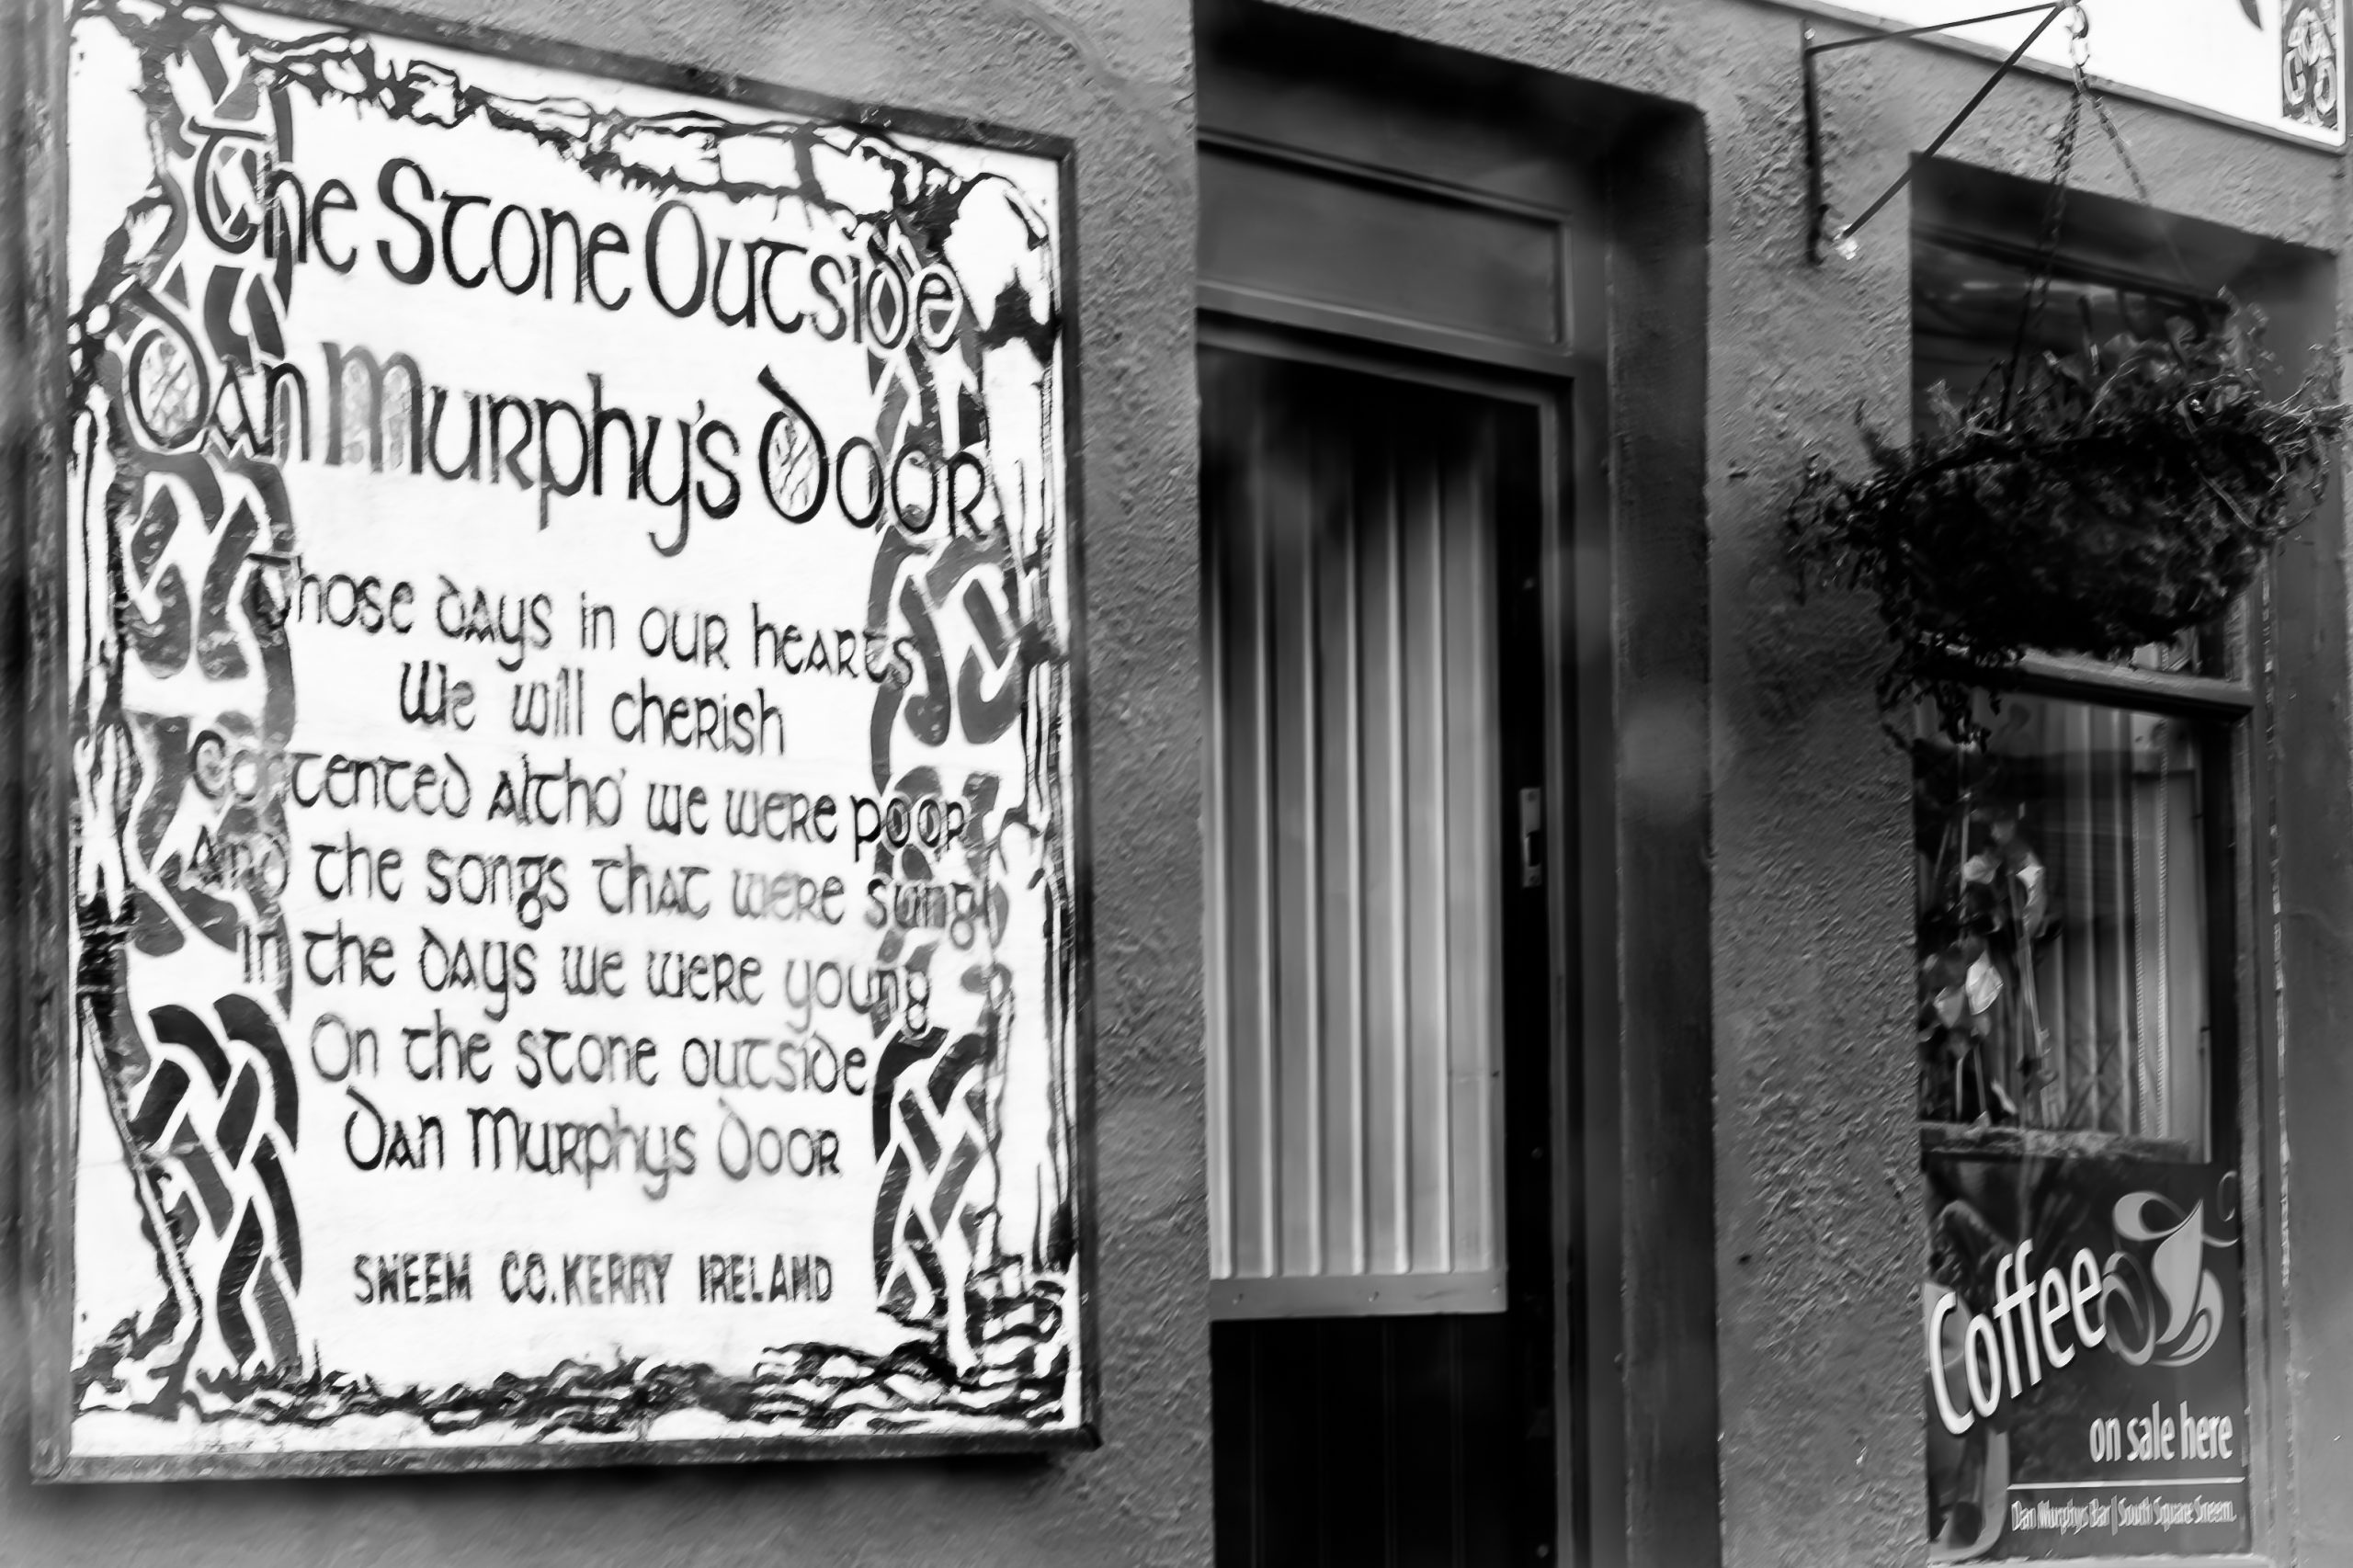 The Stone Outside
Dan Murphy's Door
Those days in our hearts
We will cherish
Contented altho' we were poor
And the songs that were sung
In the days we were young
On the stone outside
Dan Murphys Door
SNEEM CO. KERRY IRELAND
Coffee
on sale here
Dan Murphys Bar | South Square Sneem.